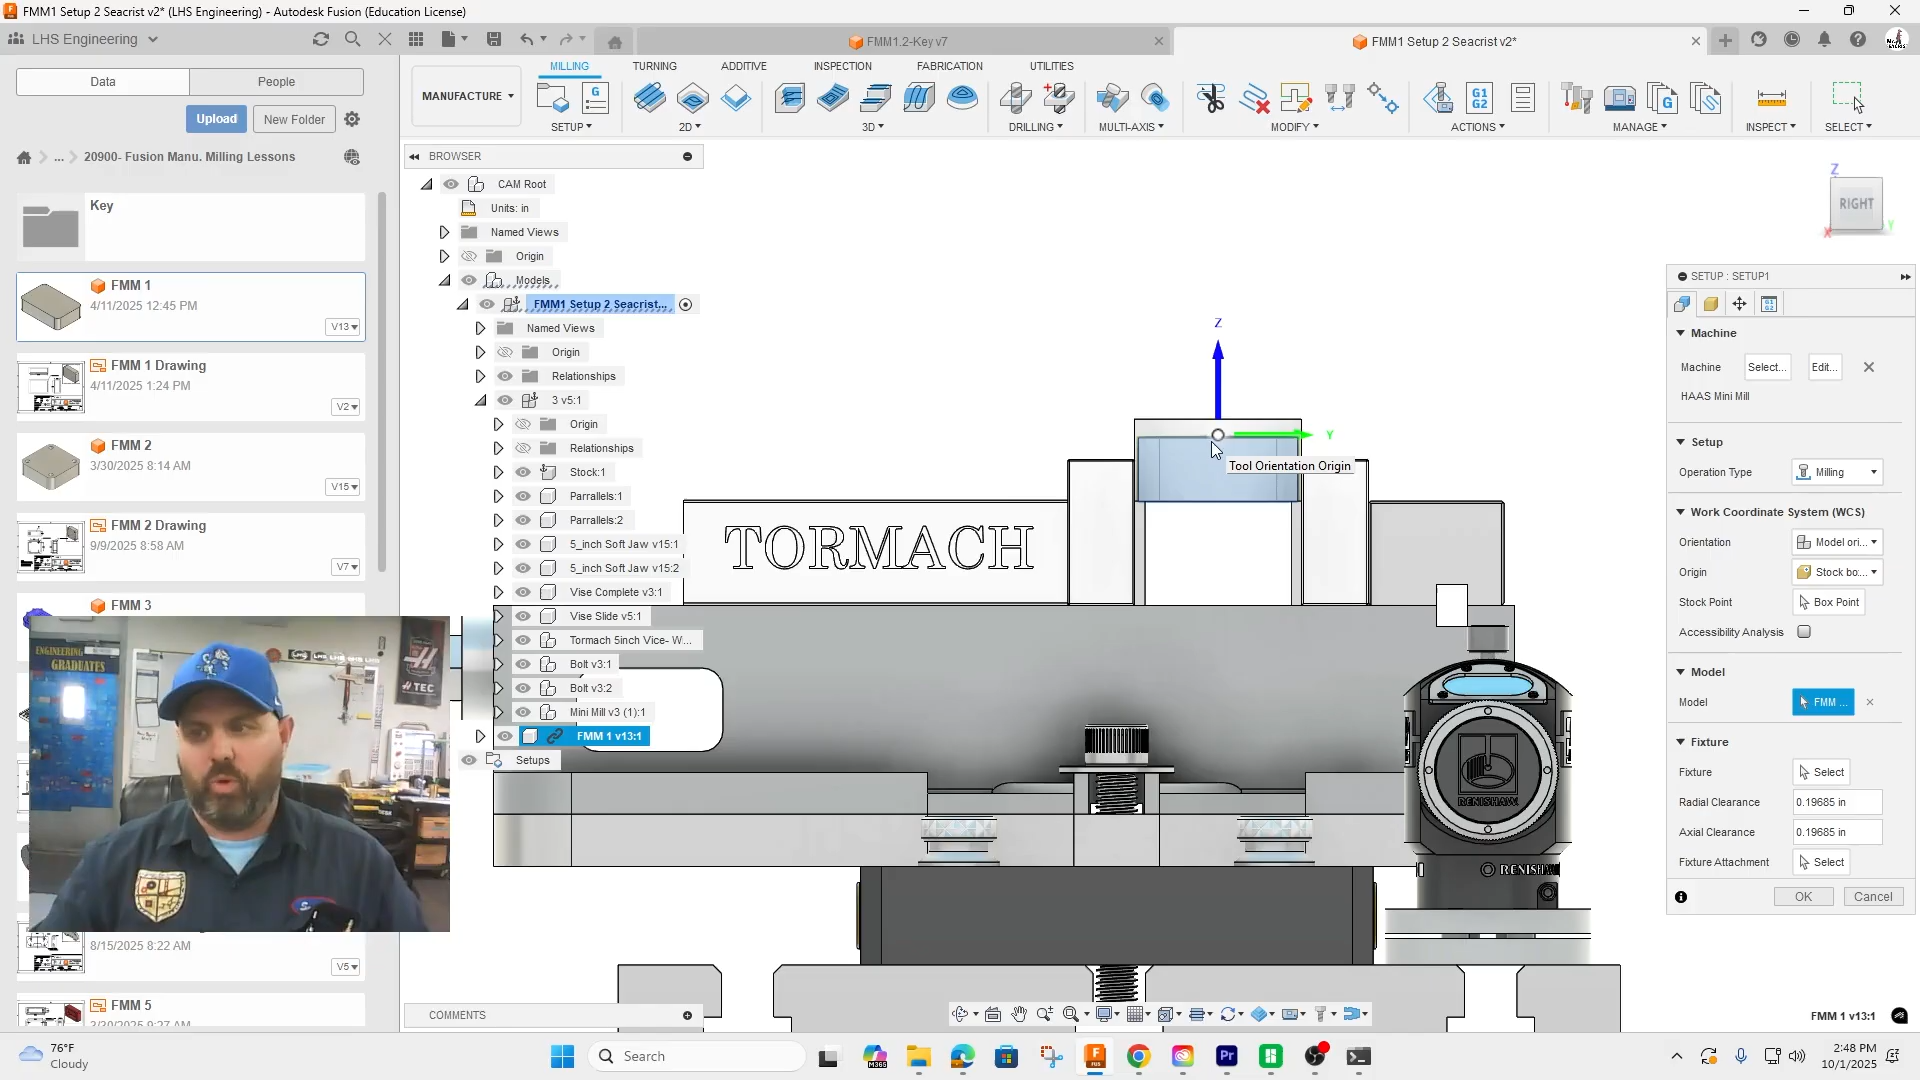 FMM1 Setup 2 Seacrist v2* (LHS Engineering) - Autodesk Fusion (Education License)
LHS Engineering
FMM1.2-Key v7
FMM1 Setup 2 Seacrist v2*
Data
People
Upload
New Folder
... 20900- Fusion Manu. Milling Lessons
Key
FMM 1
4/11/2025 12:45 PM
V13
FMM 1 Drawing
4/11/2025 1:24 PM
V2
FMM 2
3/30/2025 8:14 AM
V15
FMM 2 Drawing
9/9/2025 8:58 AM
V7
FMM 3
8/15/2025 8:22 AM
V5
FMM 5
MANUFACTURE
MILLING
TURNING
ADDITIVE
INSPECTION
FABRICATION
UTILITIES
SETUP
2D
3D
DRILLING
MULTI-AXIS
MODIFY
ACTIONS
MANAGE
INSPECT
SELECT
BROWSER
CAM Root
Units: in
Named Views
Origin
Models
FMM1 Setup 2 Seacrist...
Named Views
Origin
Relationships
3 v5:1
Origin
Relationships
Stock:1
Parrallels:1
Parrallels:2
5_inch Soft Jaw v15:1
5_inch Soft Jaw v15:2
Vise Complete v3:1
Vise Slide v5:1
Tormach 5inch Vice- W...
Bolt v3:1
Bolt v3:2
Mini Mill v3 (1):1
FMM 1 v13:1
Setups
COMMENTS
Z
Y
Tool Orientation Origin
TORMACH
RENISHAW
RENISHAW
Z
RIGHT
Y
X
SETUP : SETUP1
Machine
Machine
Select...
Edit...
HAAS Mini Mill
Setup
Operation Type
Milling
Work Coordinate System (WCS)
Orientation
Model ori...
Origin
Stock bo...
Stock Point
Box Point
Accessibility Analysis
Model
Model
FMM ...
Fixture
Fixture
Select
Radial Clearance
0.19685 in
Axial Clearance
0.19685 in
Fixture Attachment
Select
OK
Cancel
FMM 1 v13:1
ENGINEERING
GRADUATES
TEC
76°F
Cloudy
Search
2:48 PM
10/1/2025